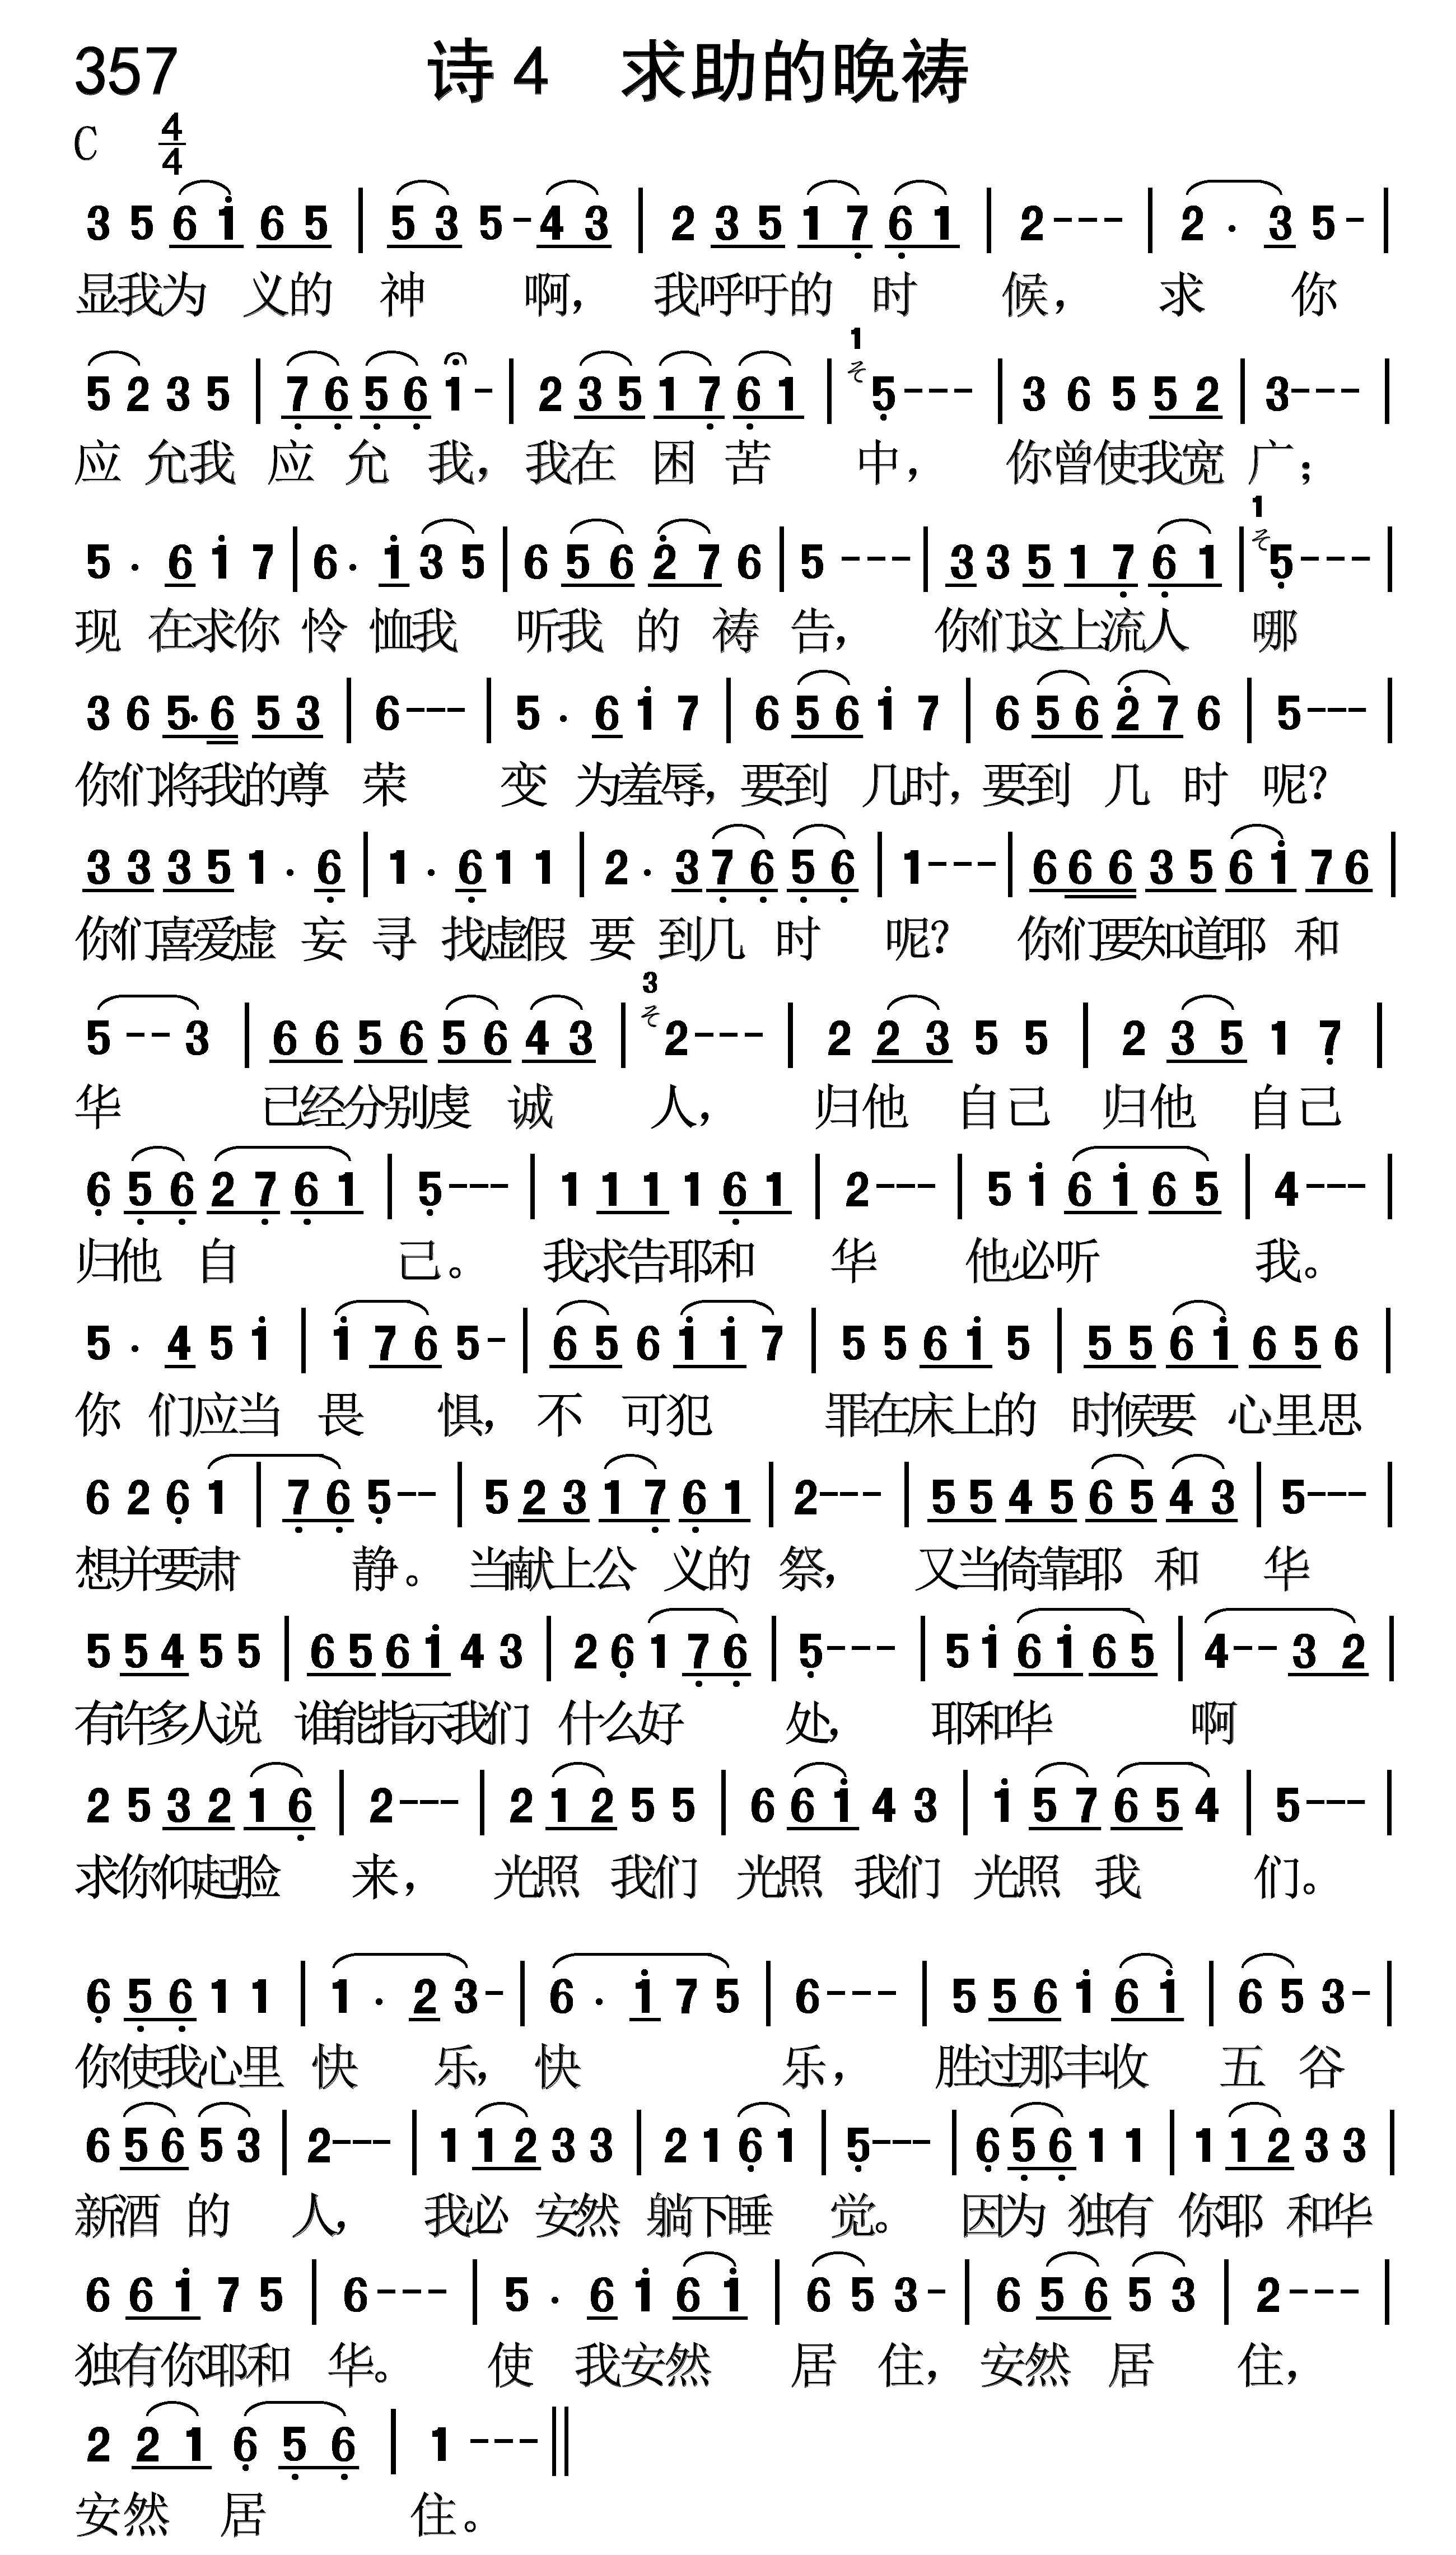 357 诗4 求助的晚祷
C 4/4
3 5 6 i 6 5 | 5 3 5 - 4 3 | 2 3 5 1 7 6 1 | 2 - - - | 2 · 3 5 - |
显我为 义的 神 啊， 我呼吁的 时 候， 求 你
1
5 2 3 5 | 7 6 5 6 1 - | 2 3 5 1 7 6 1 | 5 - - - | 3 6 5 5 2 | 3 - - - |
应 允我 应 允 我， 我在 困 苦 中， 你曾使我宽 广；
1
5 · 6 i 7 | 6 · i 3 5 | 6 5 6 2 7 6 | 5 - - - | 3 3 5 1 7 6 1 | 5 - - - |
现 在求你 怜 恤我 听我 的 祷 告， 你们这上流人 哪
3 6 5 · 6 5 3 | 6 - - - | 5 · 6 i 7 | 6 5 6 i 7 | 6 5 6 2 7 6 | 5 - - - |
你们将我的尊 荣 变 为羞辱，要到 几时，要到 几 时 呢？
3 3 3 5 1 · 6 | 1 · 6 1 1 | 2 · 3 7 6 5 6 | 1 - - - | 6 6 6 3 5 6 i 7 6 |
你们喜爱虚 妄 寻 找虚假 要 到几 时 呢？ 你们要知道耶 和
3
5 - - 3 | 6 6 5 6 5 6 4 3 | 2 - - - | 2 2 3 5 5 | 2 3 5 1 7 |
华 已经分别虔 诚 人， 归他 自己 归他 自己
6 5 6 2 7 6 1 | 5 - - - | 1 1 1 1 6 1 | 2 - - - | 5 i 6 i 6 5 | 4 - - - |
归他 自 己。 我求告耶和 华 他必听 我。
5 · 4 5 i | i 7 6 5 - | 6 5 6 i i 7 | 5 5 6 i 5 | 5 5 6 i 6 5 6 |
你 们应当 畏 惧， 不 可犯 罪在床上的 时候要 心里思
6 2 6 1 | 7 6 5 - - | 5 2 3 1 7 6 1 | 2 - - - | 5 5 4 5 6 5 4 3 | 5 - - - |
想并要肃 静。 当献上公 义的 祭， 又当倚靠耶 和 华
5 5 4 5 5 | 6 5 6 i 4 3 | 2 6 1 7 6 | 5 - - - | 5 i 6 i 6 5 | 4 - - 3 2 |
有许多人说 谁能指示我们 什么好 处， 耶和华 啊
2 5 3 2 1 6 | 2 - - - | 2 1 2 5 5 | 6 6 i 4 3 | i 5 7 6 5 4 | 5 - - - |
求你仰起脸 来， 光照 我们 光照 我们 光照 我 们。
6 5 6 1 1 | 1 · 2 3 - | 6 · i 7 5 | 6 - - - | 5 5 6 i 6 i | 6 5 3 - |
你使我心里 快 乐， 快 乐， 胜过那丰收 五 谷
6 5 6 5 3 | 2 - - - | 1 1 2 3 3 | 2 1 6 1 | 5 - - - | 6 5 6 1 1 | 1 1 2 3 3 |
新酒 的 人， 我必 安然 躺下睡 觉。 因为 独有 你耶 和华
6 6 i 7 5 | 6 - - - | 5 · 6 i 6 i | 6 5 3 - | 6 5 6 5 3 | 2 - - - |
独有你耶和 华。 使 我安然 居 住， 安然 居 住，
2 2 1 6 5 6 | 1 - - - ‖
安然 居 住。